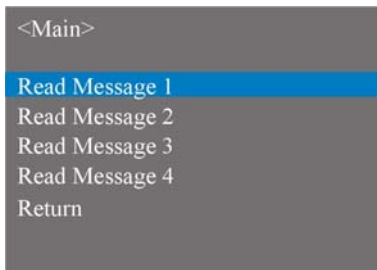 <Main>
Read Message 1
Read Message 2
Read Message 3
Read Message 4
Return